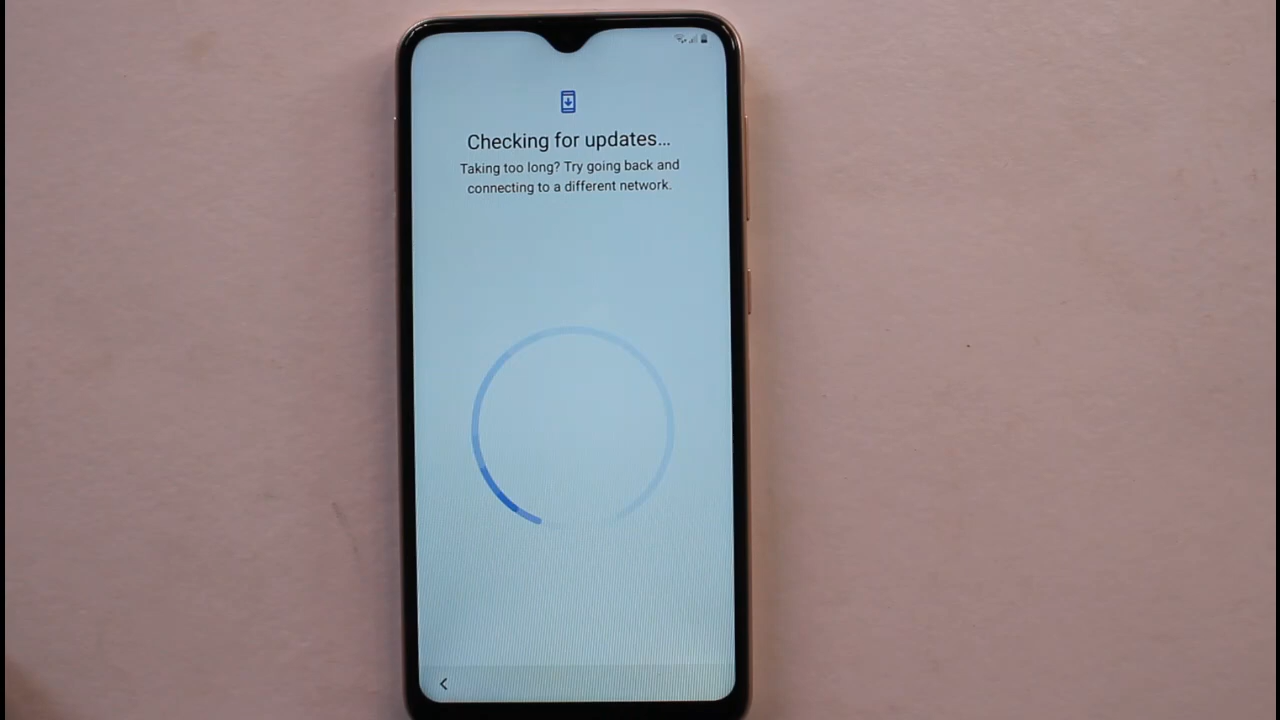 Checking for updates...
Taking too long? Try going back and
connecting to a different network.